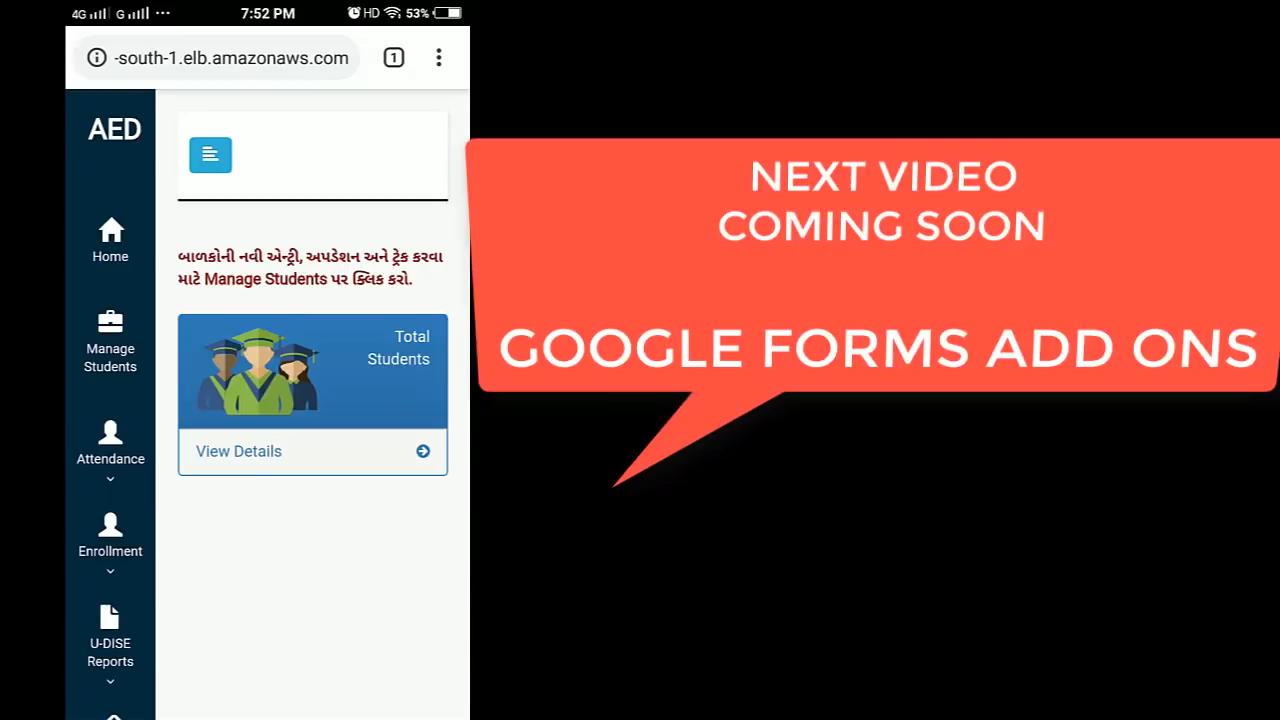 4G G 7:52 PM HD 53%
-south-1.elb.amazonaws.com 1
AED
Home
Manage
Students
Attendance
Enrollment
U-DISE
Reports
બાળકોની નવી એન્ટ્રી, અપડેશન અને ટ્રેક કરવા
માટે Manage Students પર ક્લિક કરો.
Total
Students
View Details
NEXT VIDEO
COMING SOON
GOOGLE FORMS ADD ONS